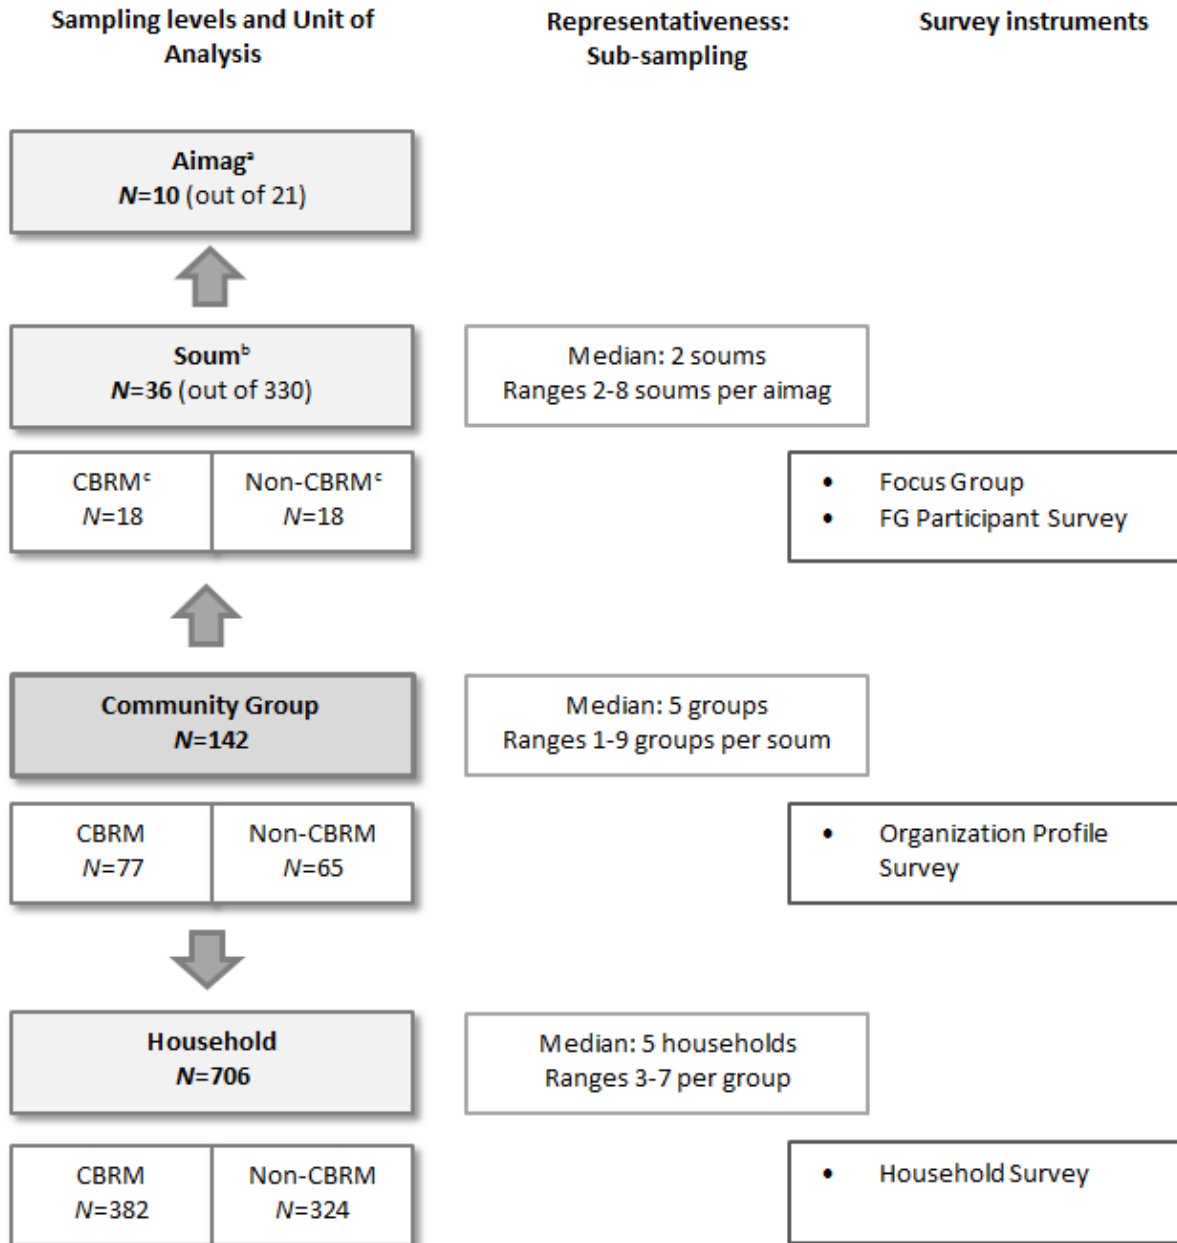 Sampling levels and Unit of
Analysis
Representativeness:
Sub-sampling
Survey instruments
Aimagᵃ
N=10 (out of 21)
Soumᵇ
N=36 (out of 330)
Median: 2 soums
Ranges 2-8 soums per aimag
CBRMᶜ
N=18
Non-CBRMᶜ
N=18
• Focus Group
• FG Participant Survey
Community Group
N=142
Median: 5 groups
Ranges 1-9 groups per soum
CBRM
N=77
Non-CBRM
N=65
• Organization Profile
Survey
Household
N=706
Median: 5 households
Ranges 3-7 per group
CBRM
N=382
Non-CBRM
N=324
• Household Survey